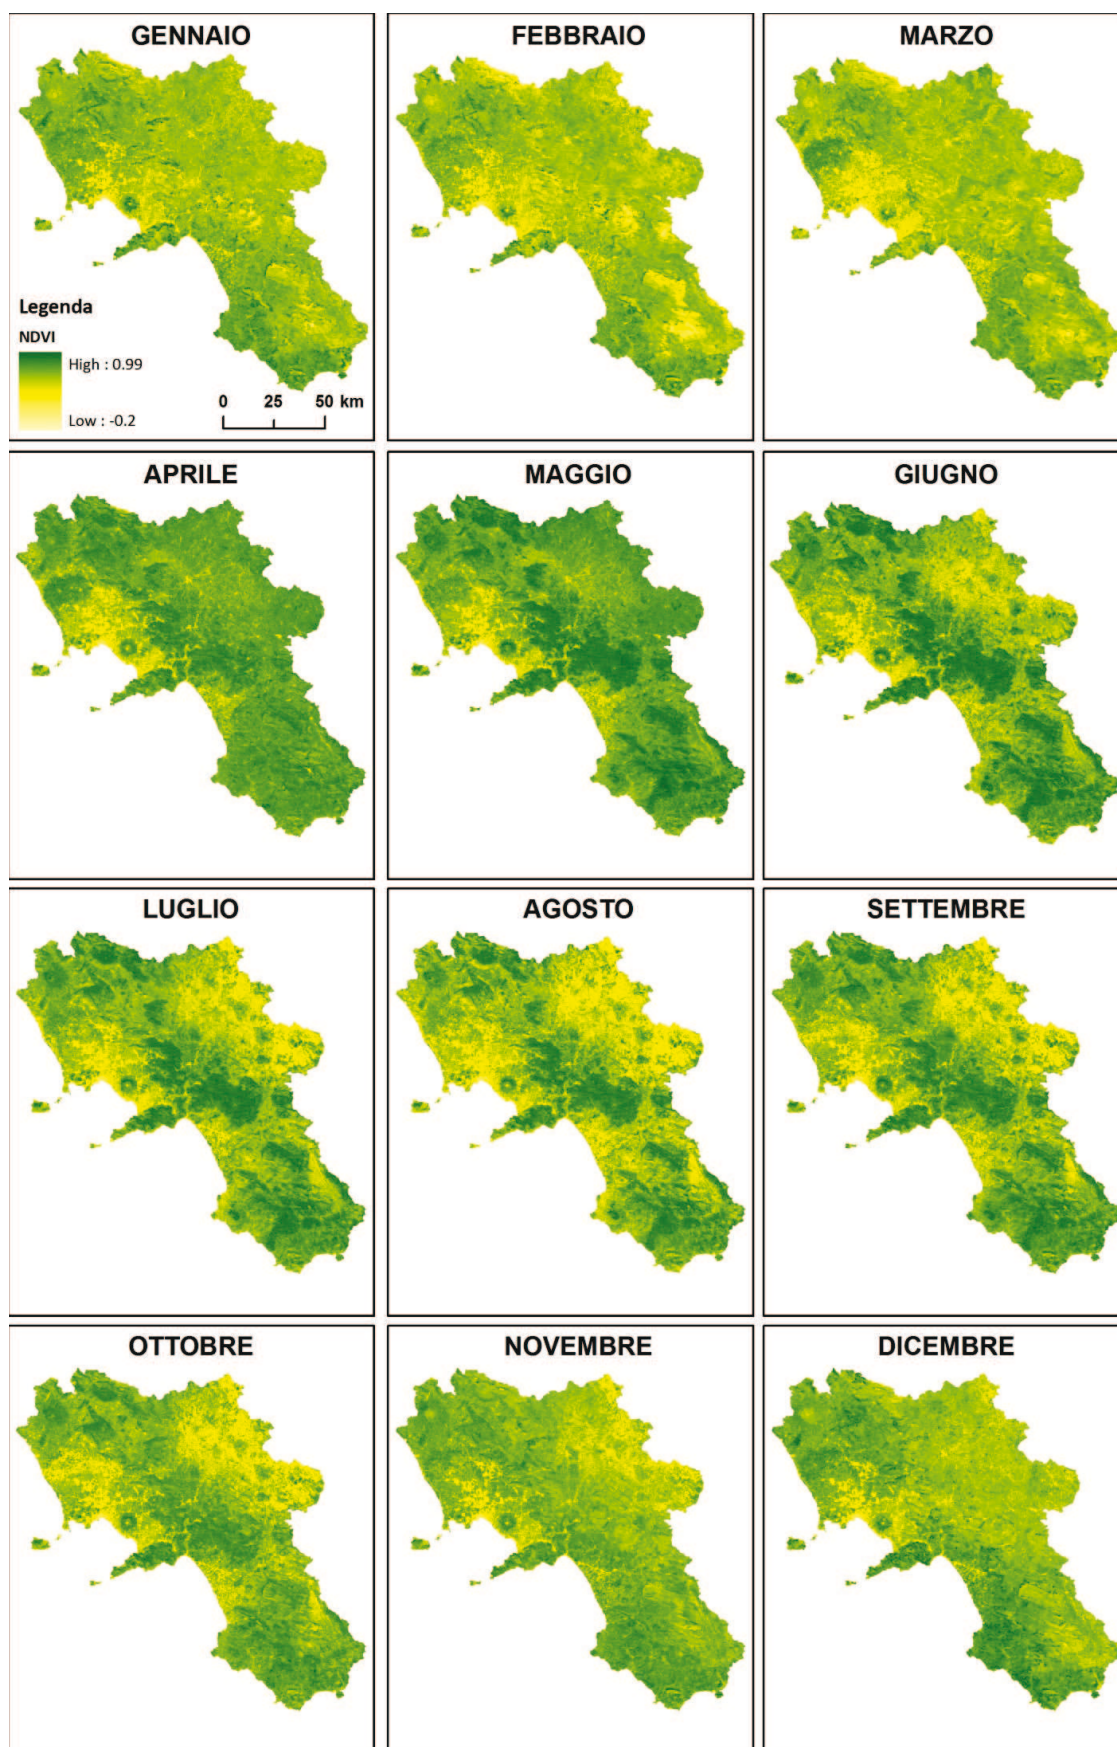 GENNAIO
FEBBRAIO
MARZO
Legenda
NDVI
High : 0.99
Low : -0.2
0 25 50 km
APRILE
MAGGIO
GIUGNO
LUGLIO
AGOSTO
SETTEMBRE
OTTOBRE
NOVEMBRE
DICEMBRE